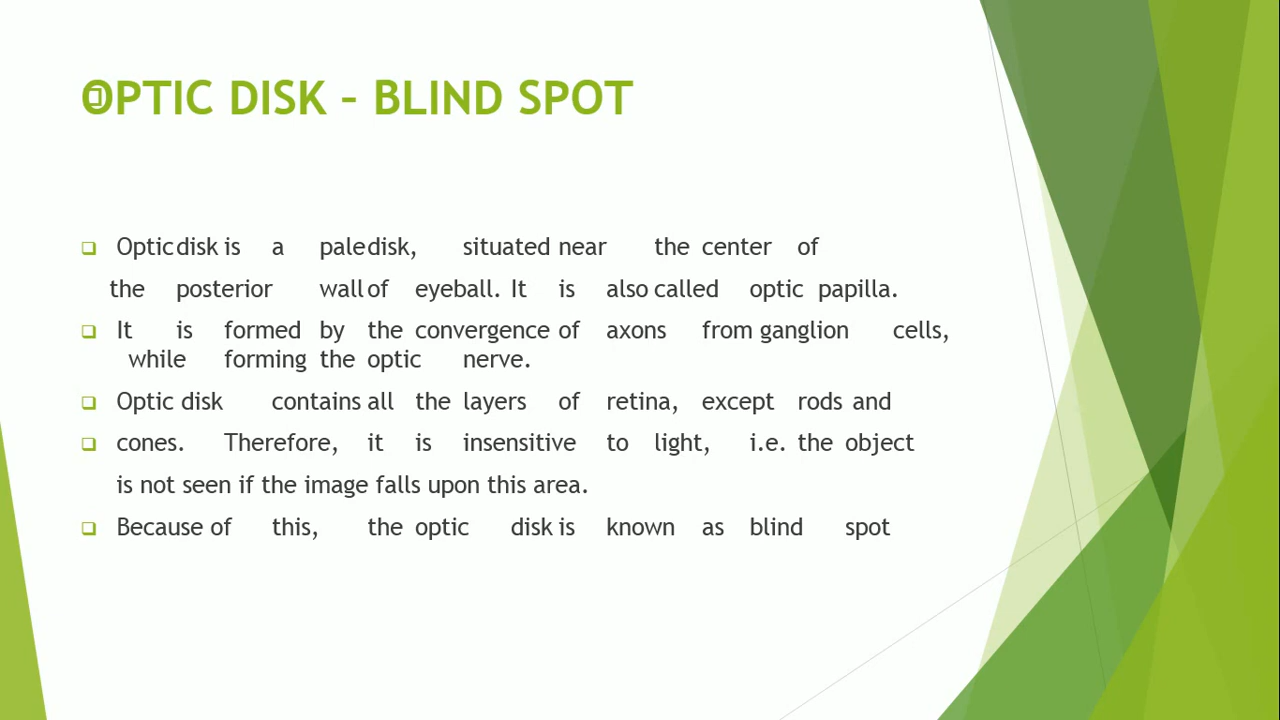 OPTIC DISK – BLIND SPOT
Optic disk is a pale disk, situated near the center of
the posterior wall of eyeball. It is also called optic papilla.
It is formed by the convergence of axons from ganglion cells,
while forming the optic nerve.
Optic disk contains all the layers of retina, except rods and
cones. Therefore, it is insensitive to light, i.e. the object
is not seen if the image falls upon this area.
Because of this, the optic disk is known as blind spot